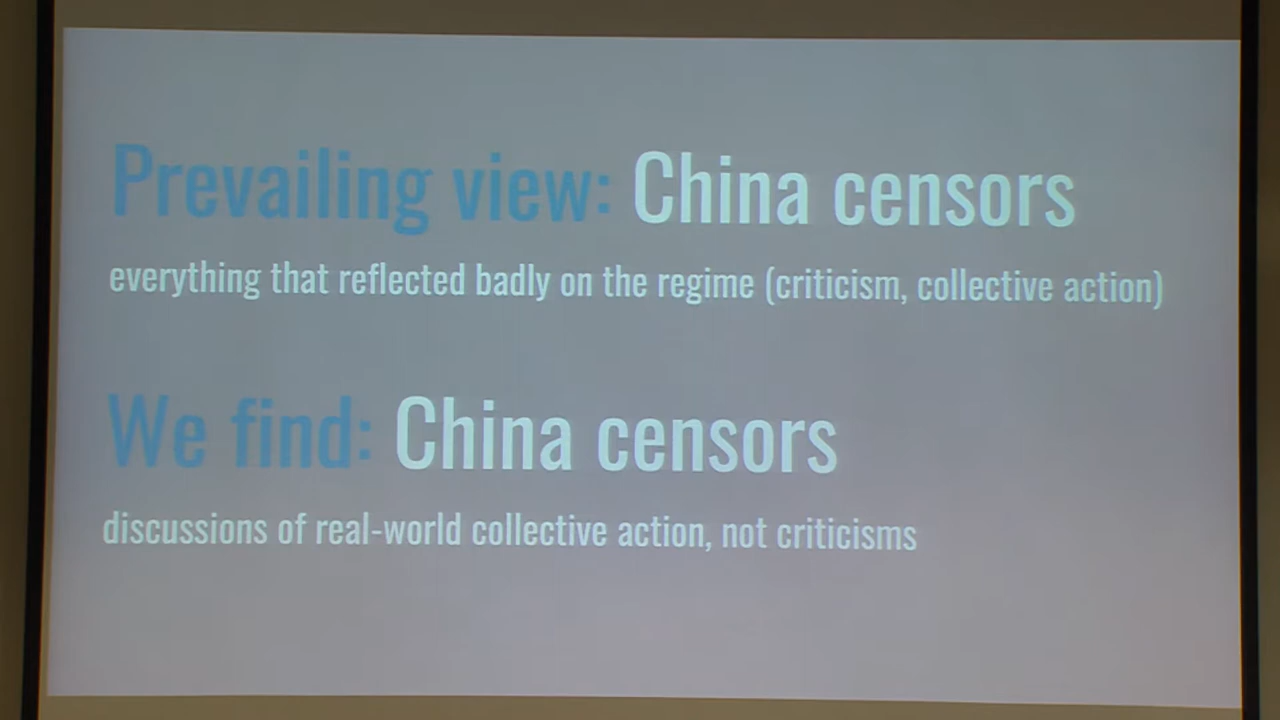 Prevailing view: China censors
everything that reflected badly on the regime (criticism, collective action)
We find: China censors
discussions of real-world collective action, not criticisms